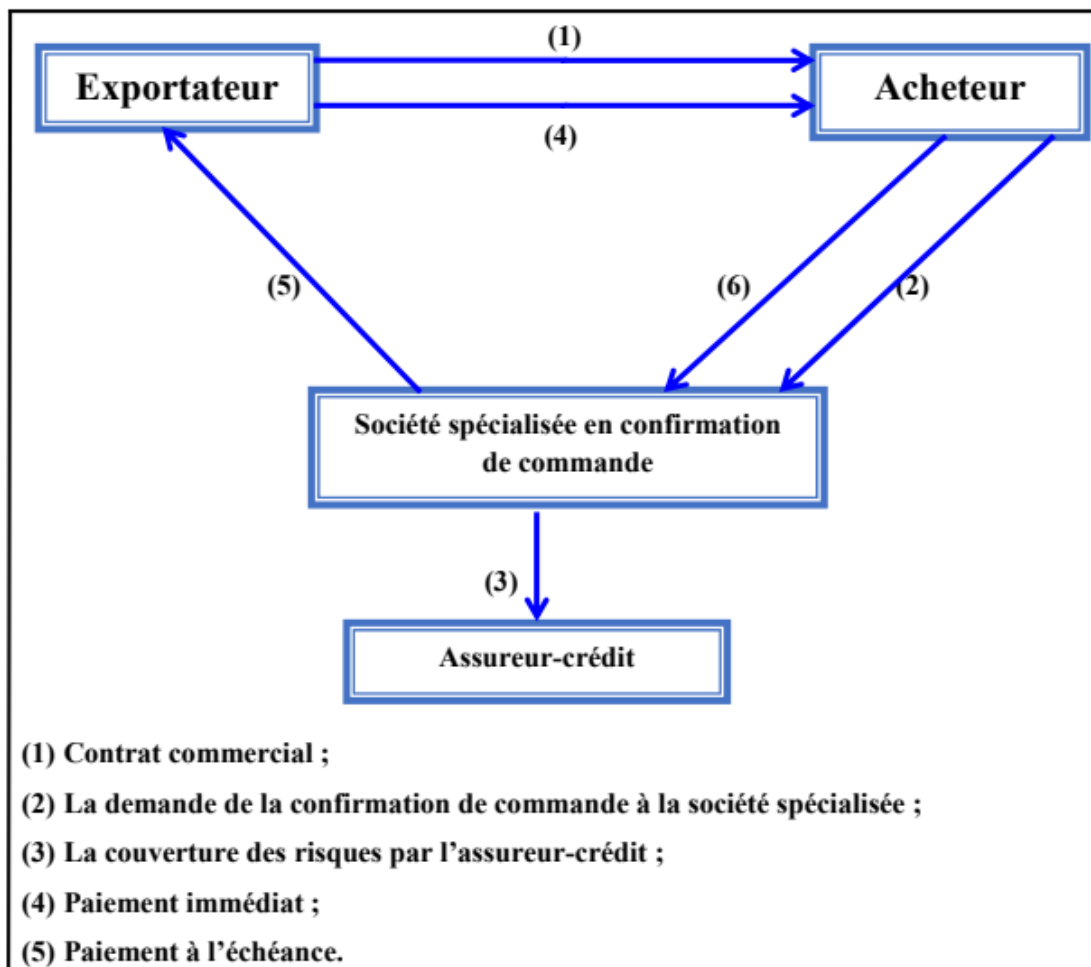 (1)
Exportateur
Acheteur
(4)
(5)
(6)
(2)
Société spécialisée en confirmation
de commande
(3)
Assureur-crédit
(1) Contrat commercial ;
(2) La demande de la confirmation de commande à la société spécialisée ;
(3) La couverture des risques par l'assureur-crédit ;
(4) Paiement immédiat ;
(5) Paiement à l'échéance.